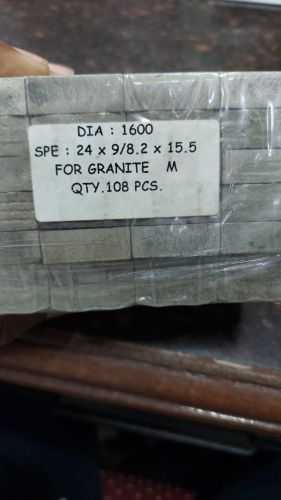 DIA : 1600
SPE : 24 x 9/8.2 x 15.5
FOR GRANITE M
QTY.108 PCS.